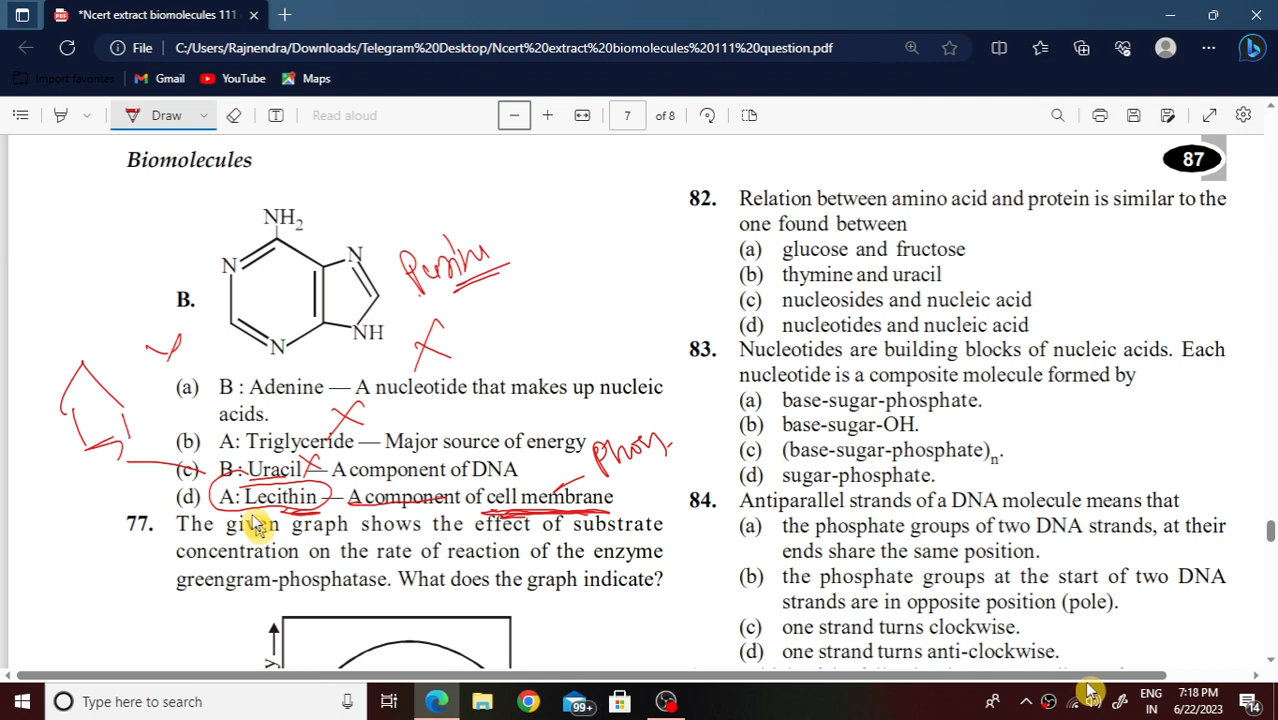 *Ncert extract biomolecules 111
File C:/Users/Rajnendra/Downloads/Telegram%20Desktop/Ncert%20extract%20biomolecules%20111%20question.pdf
Import favorites Gmail YouTube Maps
Draw Read aloud 7 of 8
Biomolecules
87
NH2
N
N
B.
N
NH
(a) B : Adenine — A nucleotide that makes up nucleic
acids.
(b) A: Triglyceride — Major source of energy
(c) B : Uracil — A component of DNA
(d) A: Lecithin — A component of cell membrane
phos.
77. The given graph shows the effect of substrate
concentration on the rate of reaction of the enzyme
greengram-phosphatase. What does the graph indicate?
y
82. Relation between amino acid and protein is similar to the
one found between
(a) glucose and fructose
(b) thymine and uracil
(c) nucleosides and nucleic acid
(d) nucleotides and nucleic acid
83. Nucleotides are building blocks of nucleic acids. Each
nucleotide is a composite molecule formed by
(a) base-sugar-phosphate.
(b) base-sugar-OH.
(c) (base-sugar-phosphate)n.
(d) sugar-phosphate.
84. Antiparallel strands of a DNA molecule means that
(a) the phosphate groups of two DNA strands, at their
ends share the same position.
(b) the phosphate groups at the start of two DNA
strands are in opposite position (pole).
(c) one strand turns clockwise.
(d) one strand turns anti-clockwise.
Type here to search
99+
ENG
IN
7:18 PM
6/22/2023
14